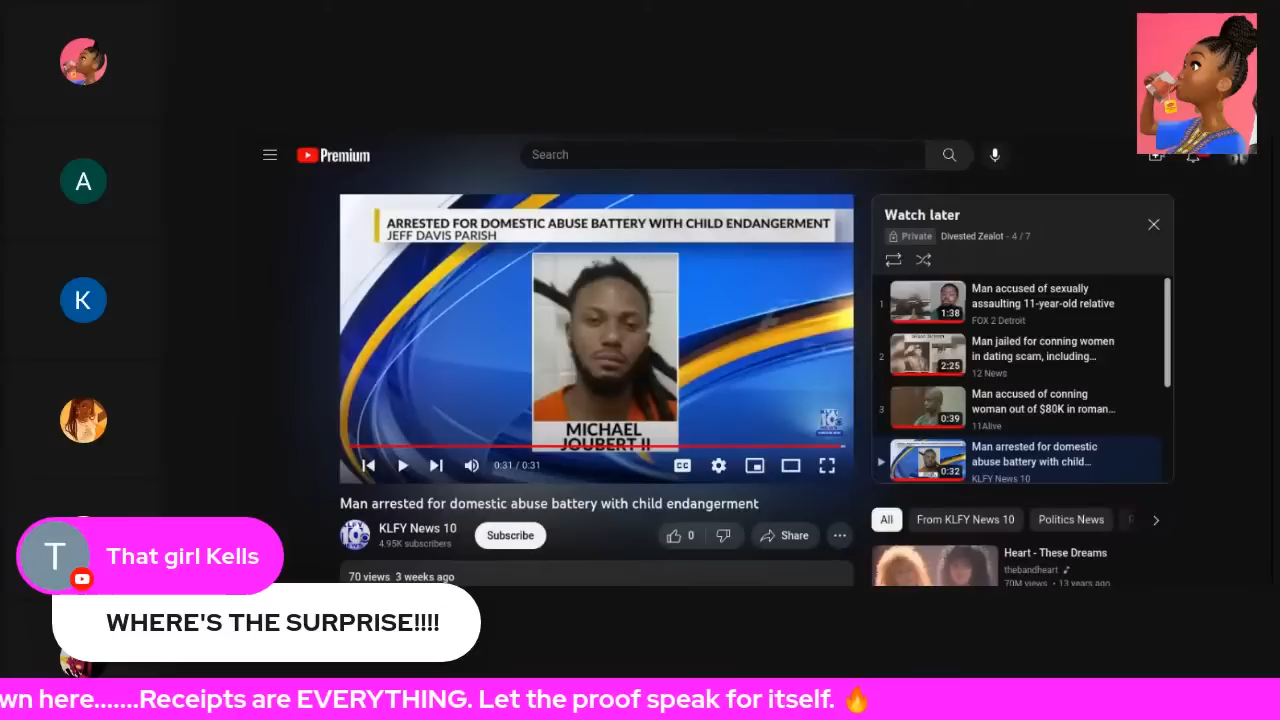 Premium
Search
ARRESTED FOR DOMESTIC ABUSE BATTERY WITH CHILD ENDANGERMENT
JEFF DAVIS PARISH
MICHAEL
JOUBERT II
0:31 / 0:31
CC
Man arrested for domestic abuse battery with child endangerment
KLFY News 10
4.95K subscribers
Subscribe
0
Share
70 views 3 weeks ago
Watch later
Private Divested Zealot - 4 / 7
1
Man accused of sexually
assaulting 11-year-old relative
FOX 2 Detroit
1:38
2
Man jailed for conning women
in dating scam, including...
12 News
2:25
3
Man accused of conning
woman out of $80K in roman...
11Alive
0:39
Man arrested for domestic
abuse battery with child...
KLFY News 10
0:32
All
From KLFY News 10
Politics News
Heart - These Dreams
thebandheart
70M views • 13 years ago
A
K
T
That girl Kells
WHERE'S THE SURPRISE!!!!
wn here.......Receipts are EVERYTHING. Let the proof speak for itself. 🔥